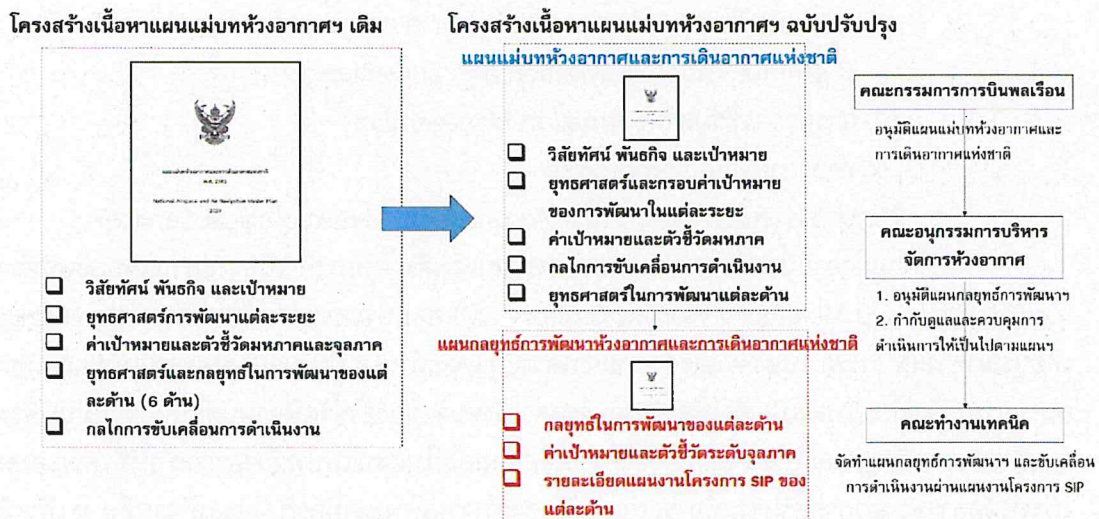 โครงสร้างเนื้อหาแผนแม่บทห้วงอากาศฯ เดิม
วิสัยทัศน์ พันธกิจ และเป้าหมาย
ยุทธศาสตร์การพัฒนาแต่ละระยะ
ค่าเป้าหมายและตัวชี้วัดมหภาคและจุลภาค
ยุทธศาสตร์และกลยุทธ์ในการพัฒนาของแต่
ละด้าน (6 ด้าน)
กลไกการขับเคลื่อนการดำเนินงาน
โครงสร้างเนื้อหาแผนแม่บทห้วงอากาศฯ ฉบับปรับปรุง
แผนแม่บทห้วงอากาศและการเดินอากาศแห่งชาติ
วิสัยทัศน์ พันธกิจ และเป้าหมาย
ยุทธศาสตร์และกรอบค่าเป้าหมาย
ของการพัฒนาในแต่ละระยะ
ค่าเป้าหมายและตัวชี้วัดมหภาค
กลไกการขับเคลื่อนการดำเนินงาน
ยุทธศาสตร์ในการพัฒนาแต่ละด้าน
แผนกลยุทธ์การพัฒนาห้วงอากาศและการเดินอากาศแห่งชาติ
กลยุทธ์ในการพัฒนาของแต่ละด้าน
ค่าเป้าหมายและตัวชี้วัดระดับจุลภาค
รายละเอียดแผนงานโครงการ SIP ของ
แต่ละด้าน
คณะกรรมการการบินพลเรือน
อนุมัติแผนแม่บทห้วงอากาศและ
การเดินอากาศแห่งชาติ
คณะอนุกรรมการบริหาร
จัดการห้วงอากาศ
1. อนุมัติแผนกลยุทธ์การพัฒนาฯ
2. กำกับดูแลและควบคุมการ
ดำเนินการให้เป็นไปตามแผนฯ
คณะทำงานเทคนิค
จัดทำแผนกลยุทธ์การพัฒนาฯ และขับเคลื่อน
การดำเนินงานผ่านแผนงานโครงการ SIP